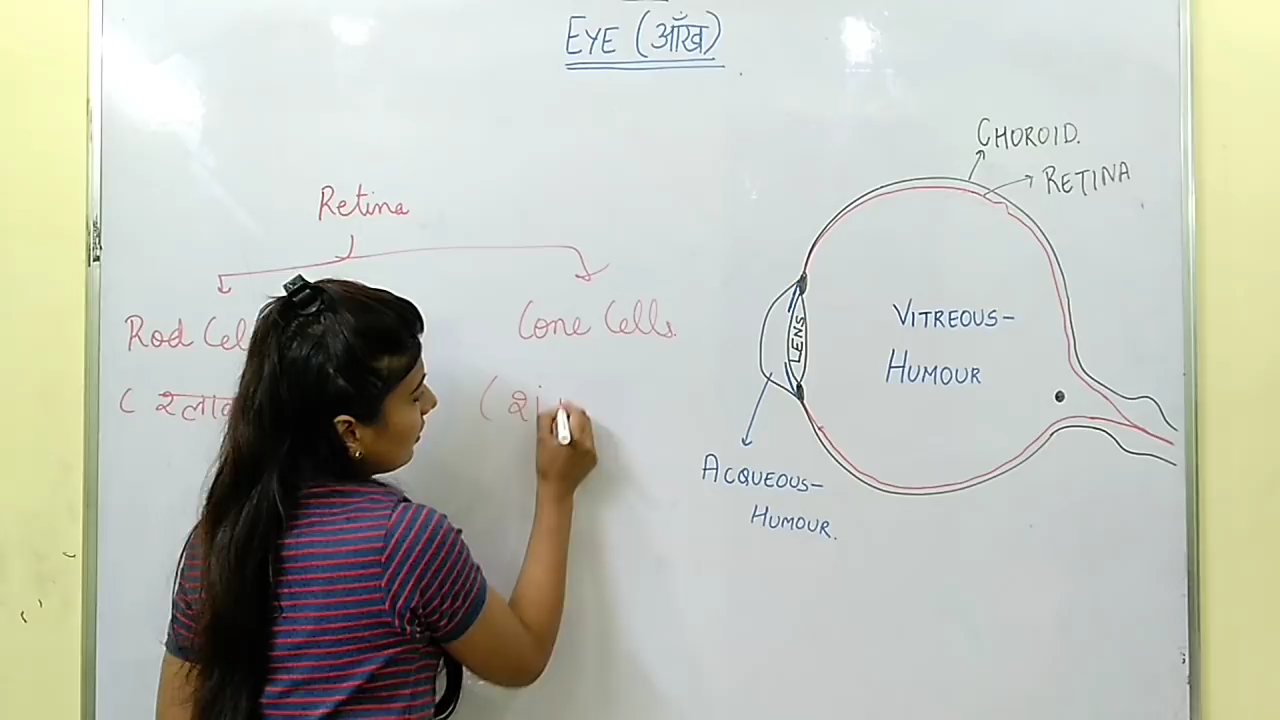 EYE (आँख)
Retina
Rod Cel
Cone Cells.
( श्ला
( शं
CHOROID.
RETINA
LENS
VITREOUS-
HUMOUR
ACQUEOUS-
HUMOUR.